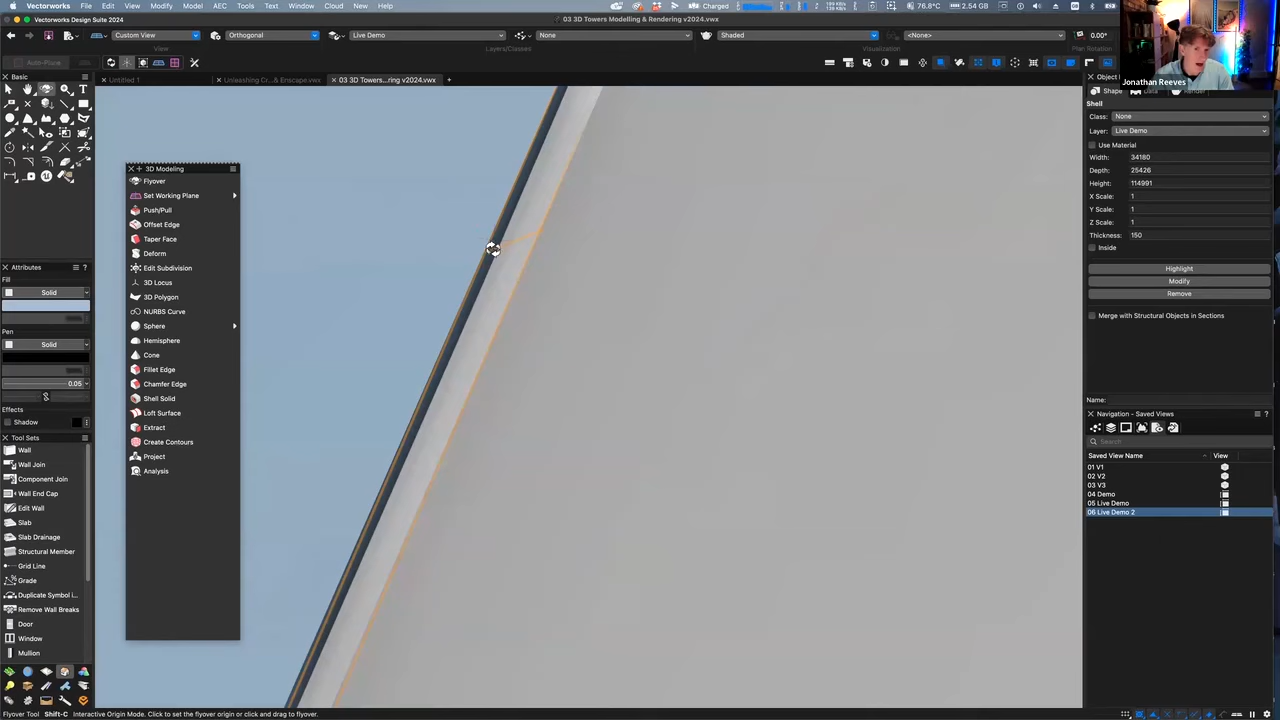 Vectorworks File Edit View Modify Model AEC Tools Text Window Cloud New Help
Charged
76.8°C
2.54 GB
Vectorworks Design Suite 2024
03 3D Towers Modelling & Rendering v2024.vwx
Custom View
Orthogonal
Live Demo
None
Shaded
<None>
0.00°
View
Layers/Classes
Visualization
Plan Rotation
Auto-Plane
Jonathan Reeves
Basic
Untitled 1
Unleashing Cr...& Enscape.vwx
03 3D Towers...ring v2024.vwx
3D Modeling
Flyover
Set Working Plane
Push/Pull
Offset Edge
Taper Face
Deform
Edit Subdivision
3D Locus
3D Polygon
NURBS Curve
Sphere
Hemisphere
Cone
Fillet Edge
Chamfer Edge
Shell Solid
Loft Surface
Extract
Create Contours
Project
Analysis
Attributes
Fill
Solid
Pen
Solid
0.05
Effects
Shadow
Tool Sets
Wall
Wall Join
Component Join
Wall End Cap
Edit Wall
Slab
Slab Drainage
Structural Member
Grid Line
Grade
Duplicate Symbol i...
Remove Wall Breaks
Door
Window
Mullion
Shape
Shell
Class:
None
Layer:
Live Demo
Use Material
Width:
34180
Depth:
25426
Height:
114991
X Scale:
1
Y Scale:
1
Z Scale:
1
Thickness:
150
Inside
Highlight
Modify
Remove
Merge with Structural Objects in Sections
Name:
Navigation - Saved Views
Search
Saved View Name
View
01 V1
02 V2
03 V3
04 Demo
05 Live Demo
06 Live Demo 2
Flyover Tool Shift-C Interactive Origin Mode. Click to set the flyover origin or click and drag to flyover.